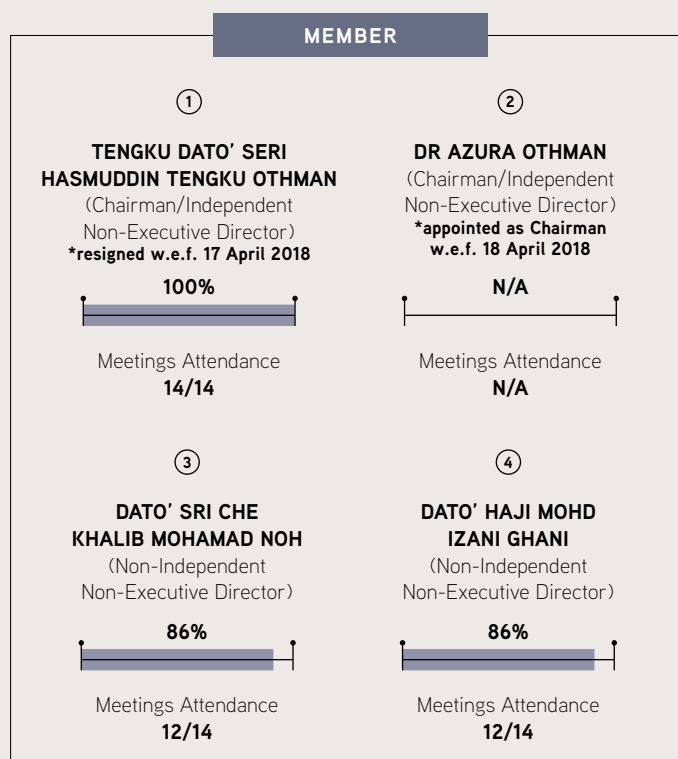 MEMBER
1
TENGKU DATO’ SERI
HASMUDDIN TENGKU OTHMAN
(Chairman/Independent
Non-Executive Director)
*resigned w.e.f. 17 April 2018
100%
Meetings Attendance
14/14
2
DR AZURA OTHMAN
(Chairman/Independent
Non-Executive Director)
*appointed as Chairman
w.e.f. 18 April 2018
N/A
Meetings Attendance
N/A
3
DATO’ SRI CHE
KHALIB MOHAMAD NOH
(Non-Independent
Non-Executive Director)
86%
Meetings Attendance
12/14
4
DATO’ HAJI MOHD
IZANI GHANI
(Non-Independent
Non-Executive Director)
86%
Meetings Attendance
12/14